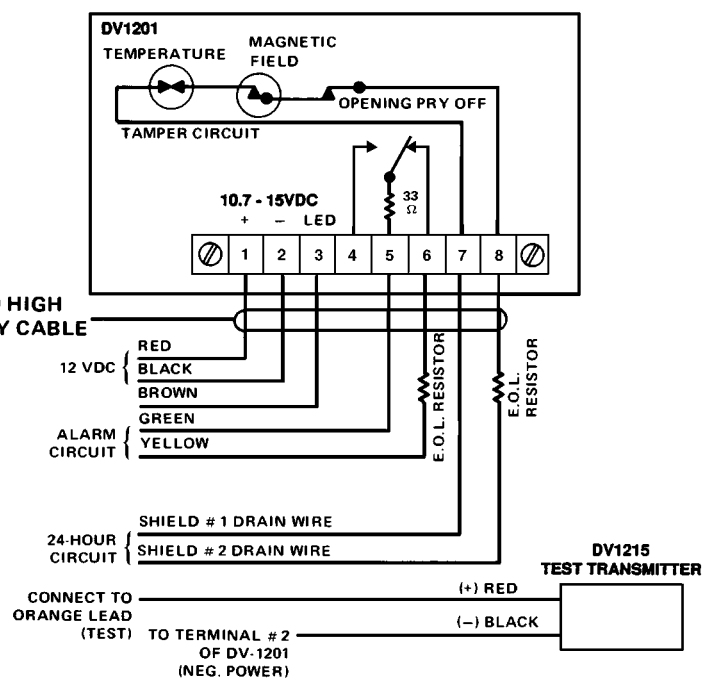 DV1201
TEMPERATURE
MAGNETIC
FIELD
OPENING PRY OFF
TAMPER CIRCUIT
10.7 - 15VDC
+ − LED
33
Ω
1 2 3 4 5 6 7 8
HIGH
Y CABLE
RED
12 VDC
BLACK
BROWN
GREEN
ALARM
CIRCUIT
YELLOW
E.O.L. RESISTOR
E.O.L.
RESISTOR
SHIELD # 1 DRAIN WIRE
24-HOUR
CIRCUIT
SHIELD # 2 DRAIN WIRE
DV1215
TEST TRANSMITTER
(+) RED
CONNECT TO
ORANGE LEAD
(TEST)
(−) BLACK
TO TERMINAL # 2
OF DV-1201
(NEG. POWER)